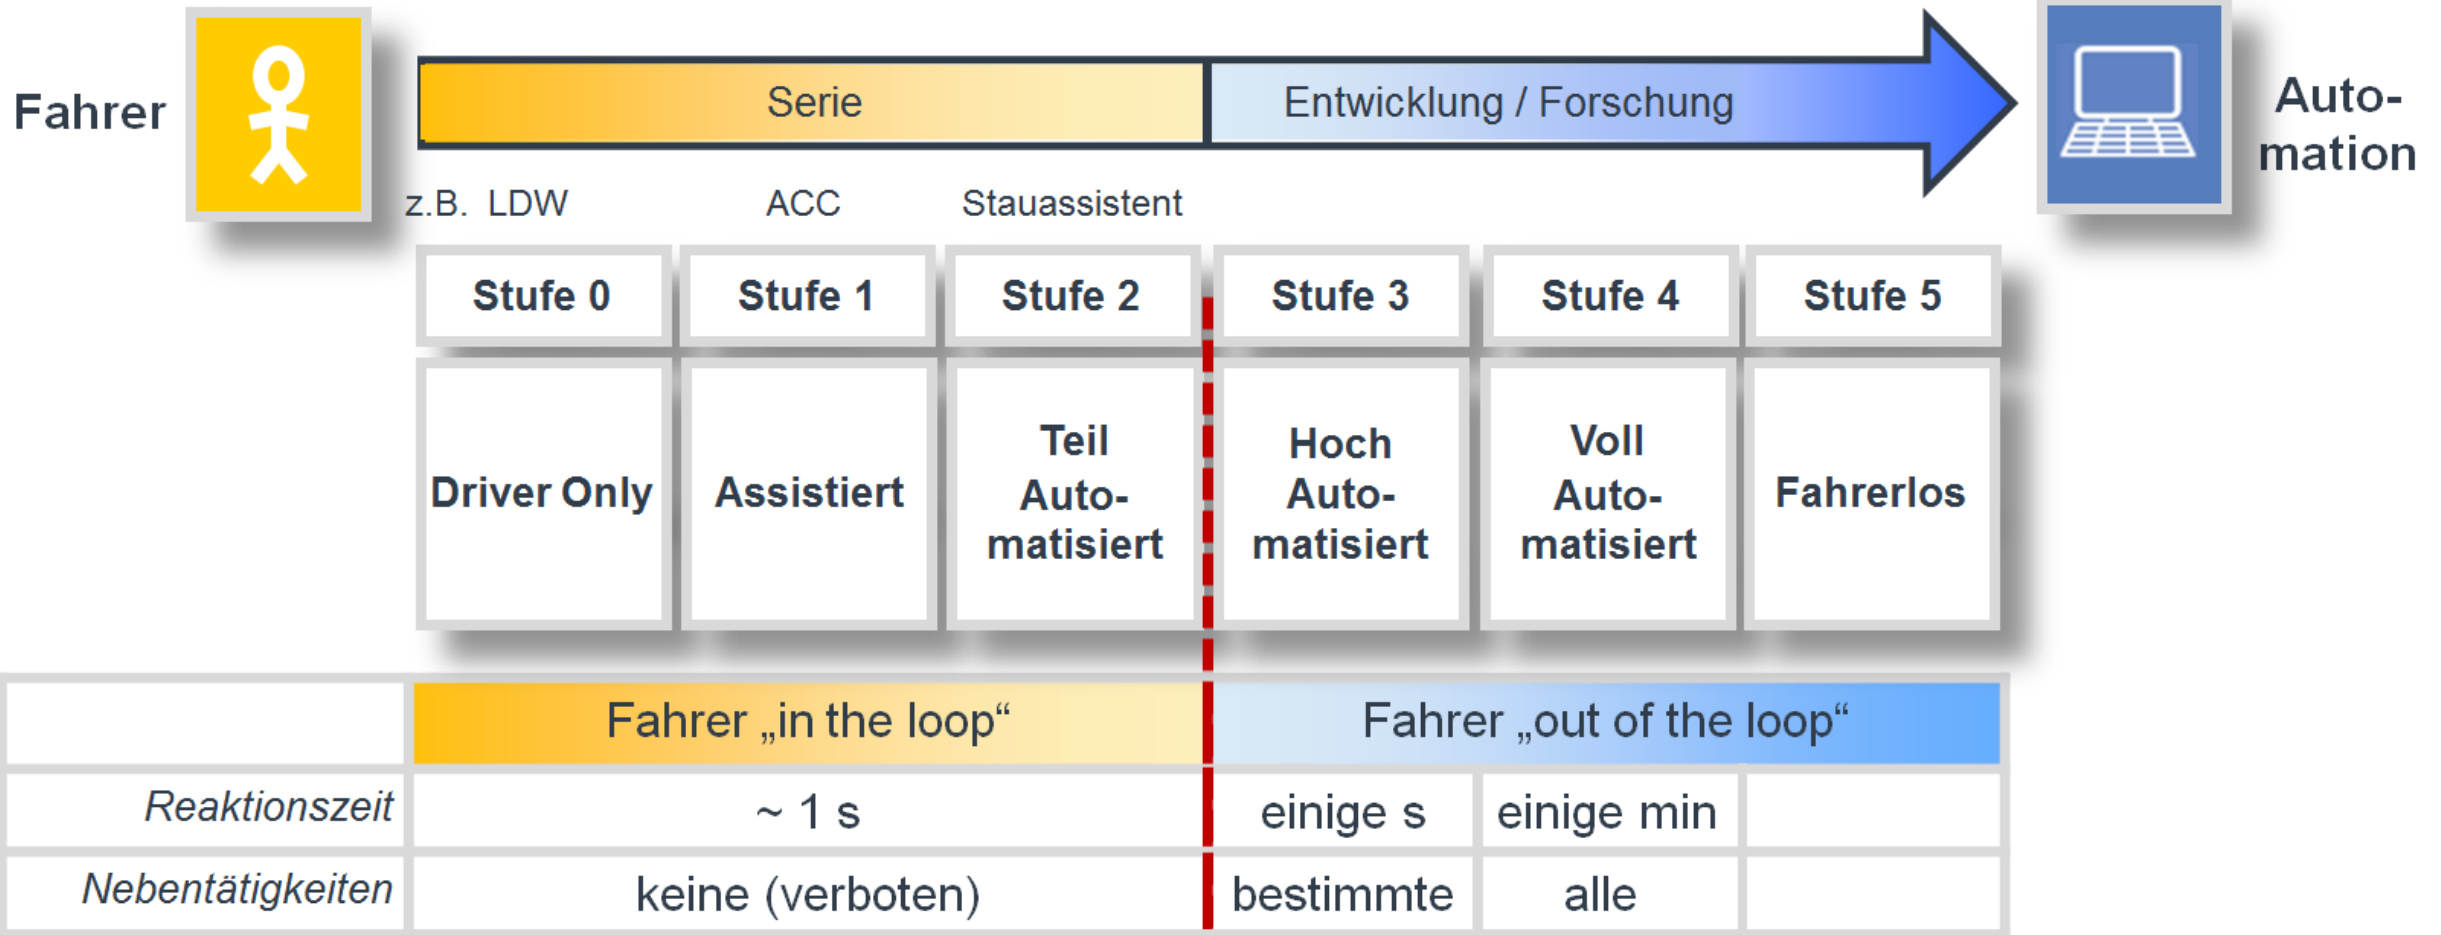 Fahrer
Serie
Entwicklung / Forschung
Auto-
mation
z.B. LDW
ACC
Stauassistent
Stufe 0
Stufe 1
Stufe 2
Stufe 3
Stufe 4
Stufe 5
Driver Only
Assistiert
Teil
Auto-
matisiert
Hoch
Auto-
matisiert
Voll
Auto-
matisiert
Fahrerlos
Fahrer „in the loop“
Fahrer „out of the loop“
Reaktionszeit
~ 1 s
einige s
einige min
Nebentätigkeiten
keine (verboten)
bestimmte
alle